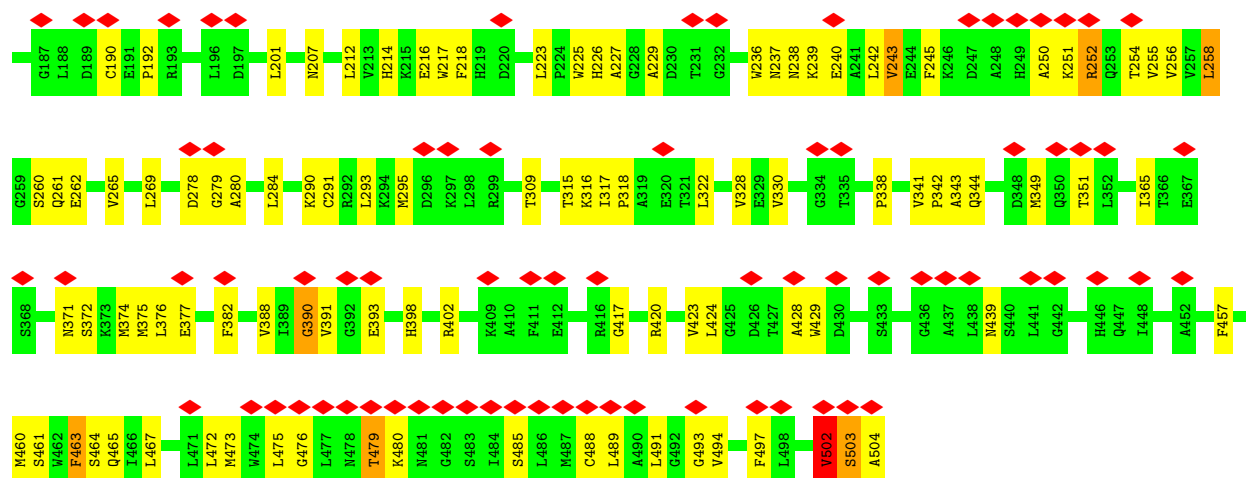 G187 L188 D189 C190 E191 P192 R193 L196 D197 L201 N207 L212 V213 H214 K215 E216 W217 F218 H219 D220 L223 P224 W225 H226 A227 G228 A229 D230 T231 G232 W236 N237 N238 K239 E240 A241 L242 V243 E244 F245 K246 D247 A248 H249 A250 K251 R252 Q253 T254 V255 V256 V257 L258
G259 S260 Q261 E262 V265 L269 D278 G279 A280 L284 K290 C291 R292 L293 K294 M295 D296 K297 L298 R299 T309 T315 K316 I317 P318 A319 E320 T321 L322 V328 E329 V330 G334 T335 P338 V341 P342 A343 Q344 D348 M349 Q350 T351 L352 I365 T366 E367
S368 N371 S372 K373 M374 M375 L376 E377 F382 V388 I389 G390 V391 G392 E393 H398 R402 K409 A410 F411 E412 R416 G417 R420 V423 L424 G425 D426 T427 A428 W429 D430 S433 G436 A437 L438 N439 S440 L441 G442 H446 Q447 I448 A452 F457
M460 S461 W462 F463 S464 Q465 I466 L467 L471 L472 M473 W474 L475 G476 L477 N478 T479 K480 N481 G482 S483 I484 S485 L486 M487 C488 L489 A490 L491 G492 G493 V494 F497 L498 V502 S503 A504